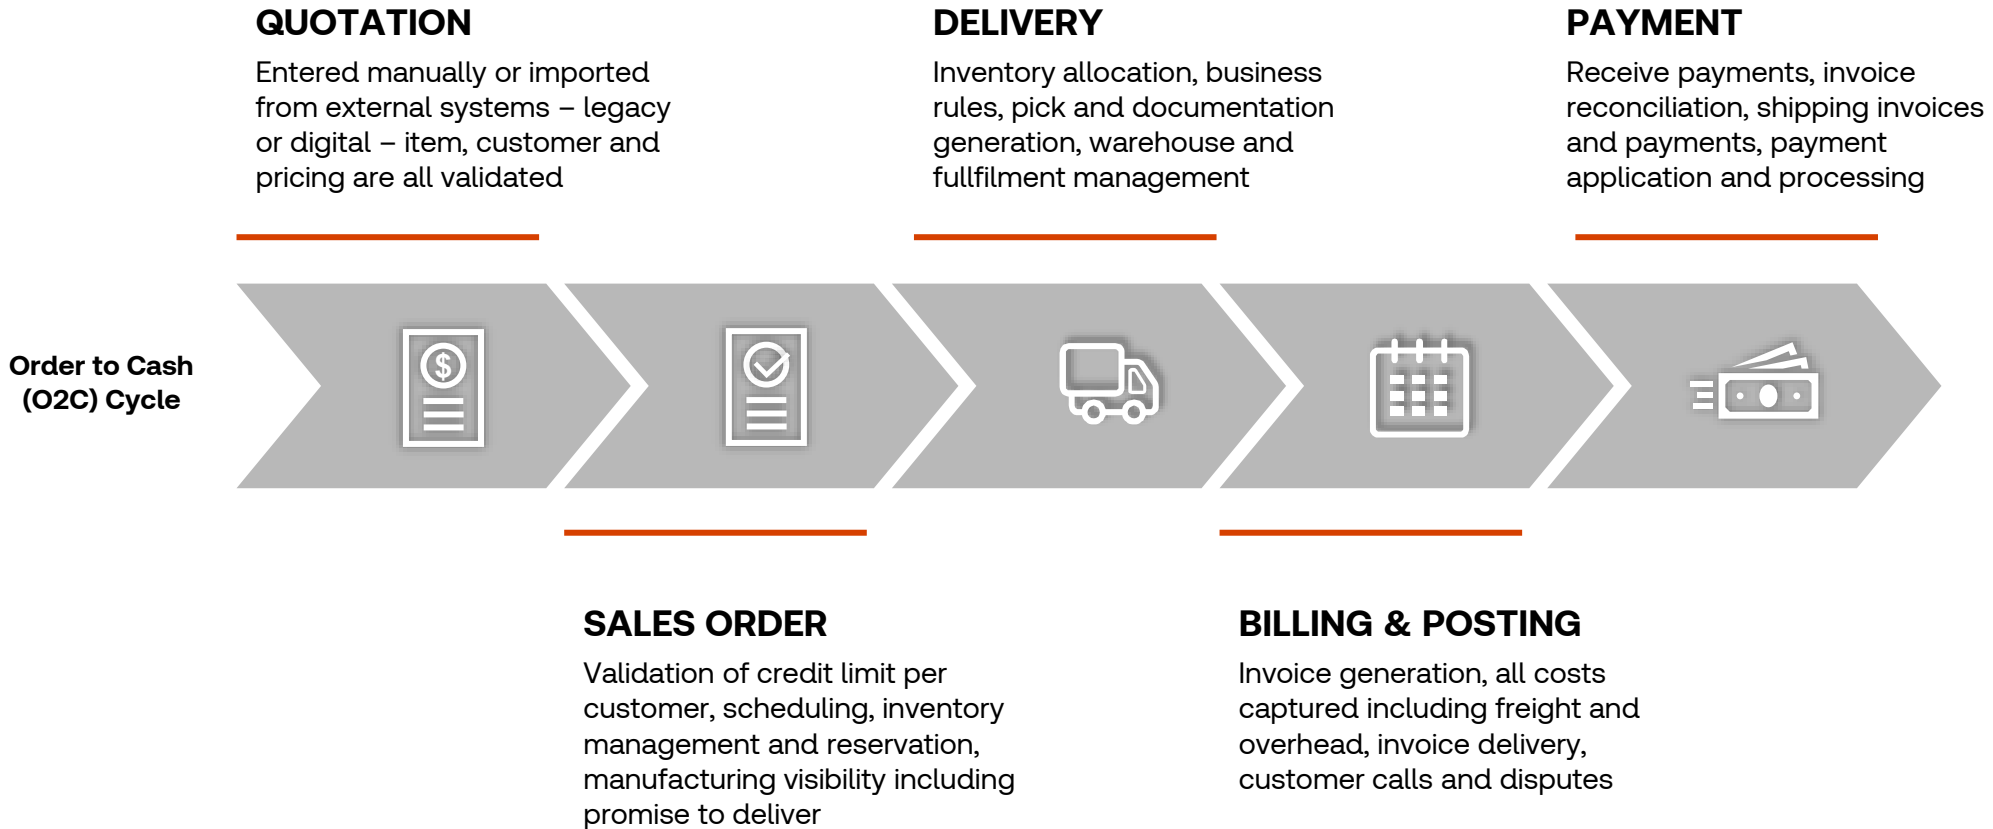 QUOTATION
Entered manually or imported
from external systems – legacy
or digital – item, customer and
pricing are all validated
DELIVERY
Inventory allocation, business
rules, pick and documentation
generation, warehouse and
fullfilment management
PAYMENT
Receive payments, invoice
reconciliation, shipping invoices
and payments, payment
application and processing
Order to Cash
(O2C) Cycle
$
SALES ORDER
Validation of credit limit per
customer, scheduling, inventory
management and reservation,
manufacturing visibility including
promise to deliver
BILLING & POSTING
Invoice generation, all costs
captured including freight and
overhead, invoice delivery,
customer calls and disputes